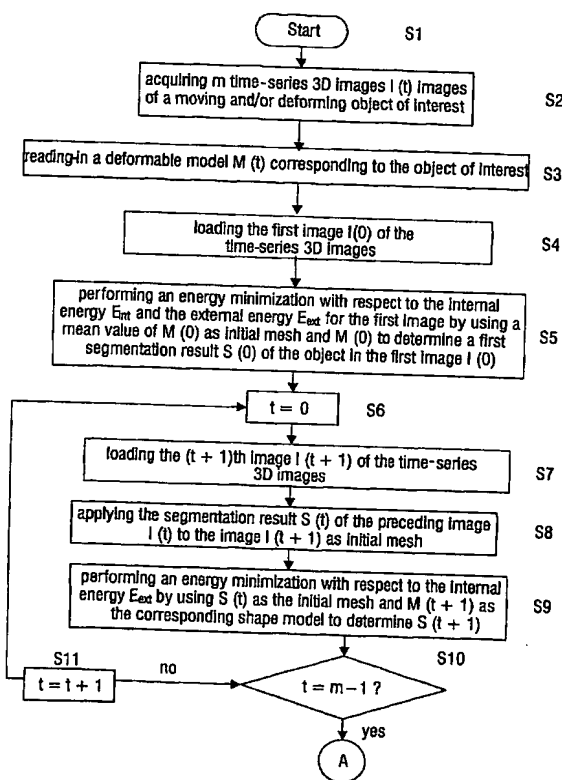 Start
S1
acquiring m time-series 3D images I (t) images
of a moving and/or deforming object of interest
S2
reading-in a deformable model M (t) corresponding to the object of interest
S3
loading the first image I(0) of the
time-series 3D images
S4
performing an energy minimization with respect to the internal
energy Eint and the external energy Eext for the first image by using a
mean value of M (0) as initial mesh and M (0) to determine a first
segmentation result S (0) of the object in the first image I (0)
S5
t = 0
S6
loading the (t + 1)th image I (t + 1) of the time-series
3D images
S7
applying the segmentation result S (t) of the preceding image
I (t) to the image I (t + 1) as initial mesh
S8
performing an energy minimization with respect to the internal
energy Eext by using S (t) as the initial mesh and M (t + 1) as
the corresponding shape model to determine S (t + 1)
S9
S10
S11
t = t + 1
no
t = m-1 ?
yes
A